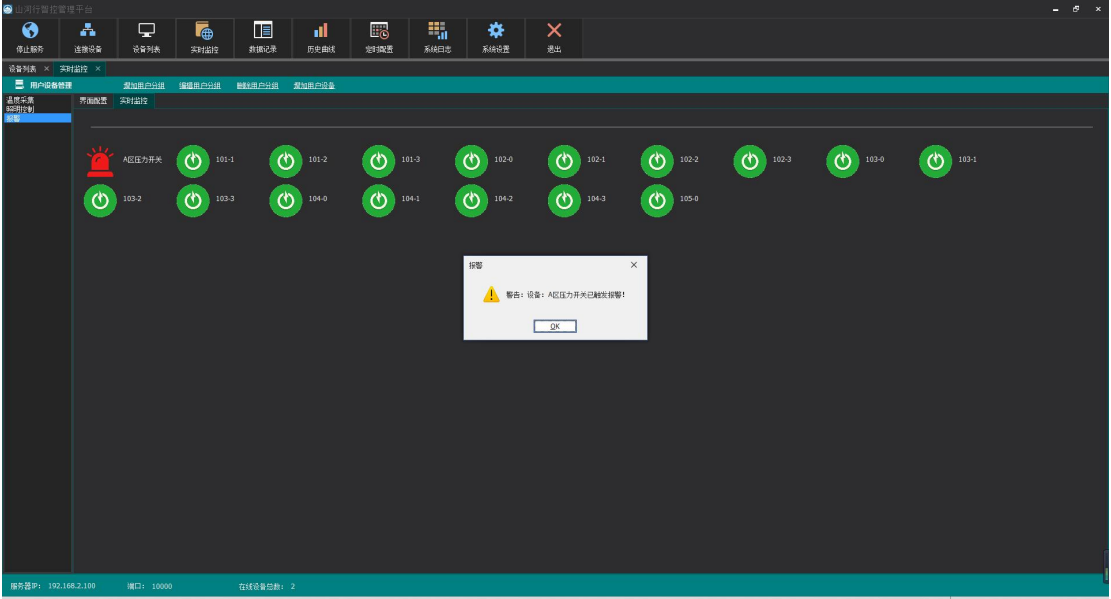 山河行智控管理平台
停止服务 连接设备 设备列表 实时监控 数据记录 历史曲线 定时配置 系统日志 系统设置 退出
设备列表 × 实时监控 ×
用户设备管理 增加用户分组 编辑用户分组 删除用户分组 增加用户设备
温度采集
照明控制
报警
界面配置 实时监控
A区压力开关 101-1 101-2 101-3 102-0 102-1 102-2 102-3 103-0 103-1
103-2 103-3 104-0 104-1 104-2 104-3 105-0
报警
警告: 设备: A区压力开关已触发报警!
OK
服务器IP: 192.168.2.100 端口: 10000 在线设备总数: 2